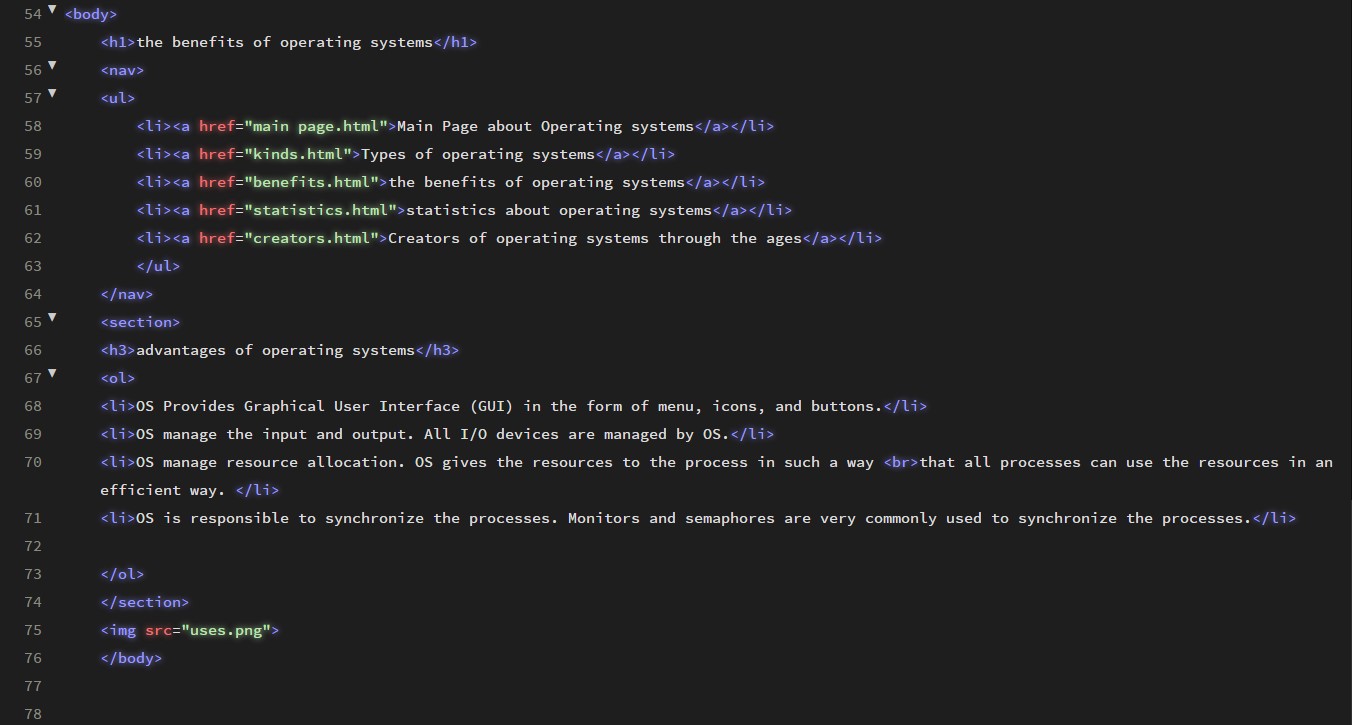 54 ▼ <body>
55 <h1>the benefits of operating systems</h1>
56 ▼ <nav>
57 ▼ <ul>
58 <li><a href="main page.html">Main Page about Operating systems</a></li>
59 <li><a href="kinds.html">Types of operating systems</a></li>
60 <li><a href="benefits.html">the benefits of operating systems</a></li>
61 <li><a href="statistics.html">statistics about operating systems</a></li>
62 <li><a href="creators.html">Creators of operating systems through the ages</a></li>
63 </ul>
64 </nav>
65 ▼ <section>
66 <h3>advantages of operating systems</h3>
67 ▼ <ol>
68 <li>OS Provides Graphical User Interface (GUI) in the form of menu, icons, and buttons.</li>
69 <li>OS manage the input and output. All I/O devices are managed by OS.</li>
70 <li>OS manage resource allocation. OS gives the resources to the process in such a way <br>that all processes can use the resources in an
efficient way. </li>
71 <li>OS is responsible to synchronize the processes. Monitors and semaphores are very commonly used to synchronize the processes.</li>
72
73 </ol>
74 </section>
75 <img src="uses.png">
76 </body>
77
78